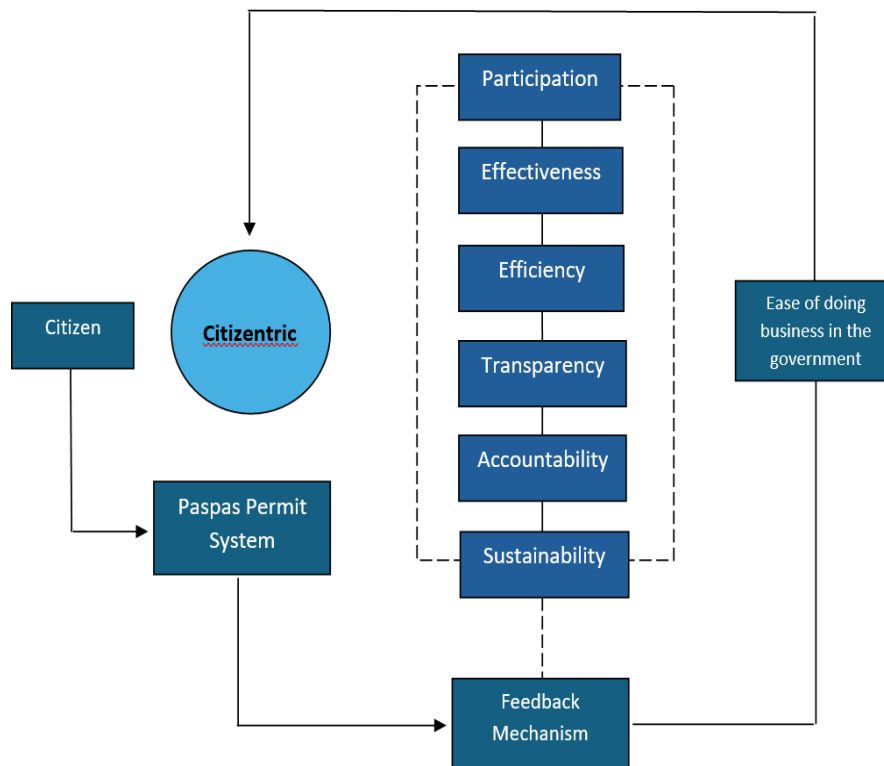 Participation
Effectiveness
Efficiency
Citizen
Citizentric
Ease of doing
business in the
government
Transparency
Accountability
Paspas Permit
System
Sustainability
Feedback
Mechanism